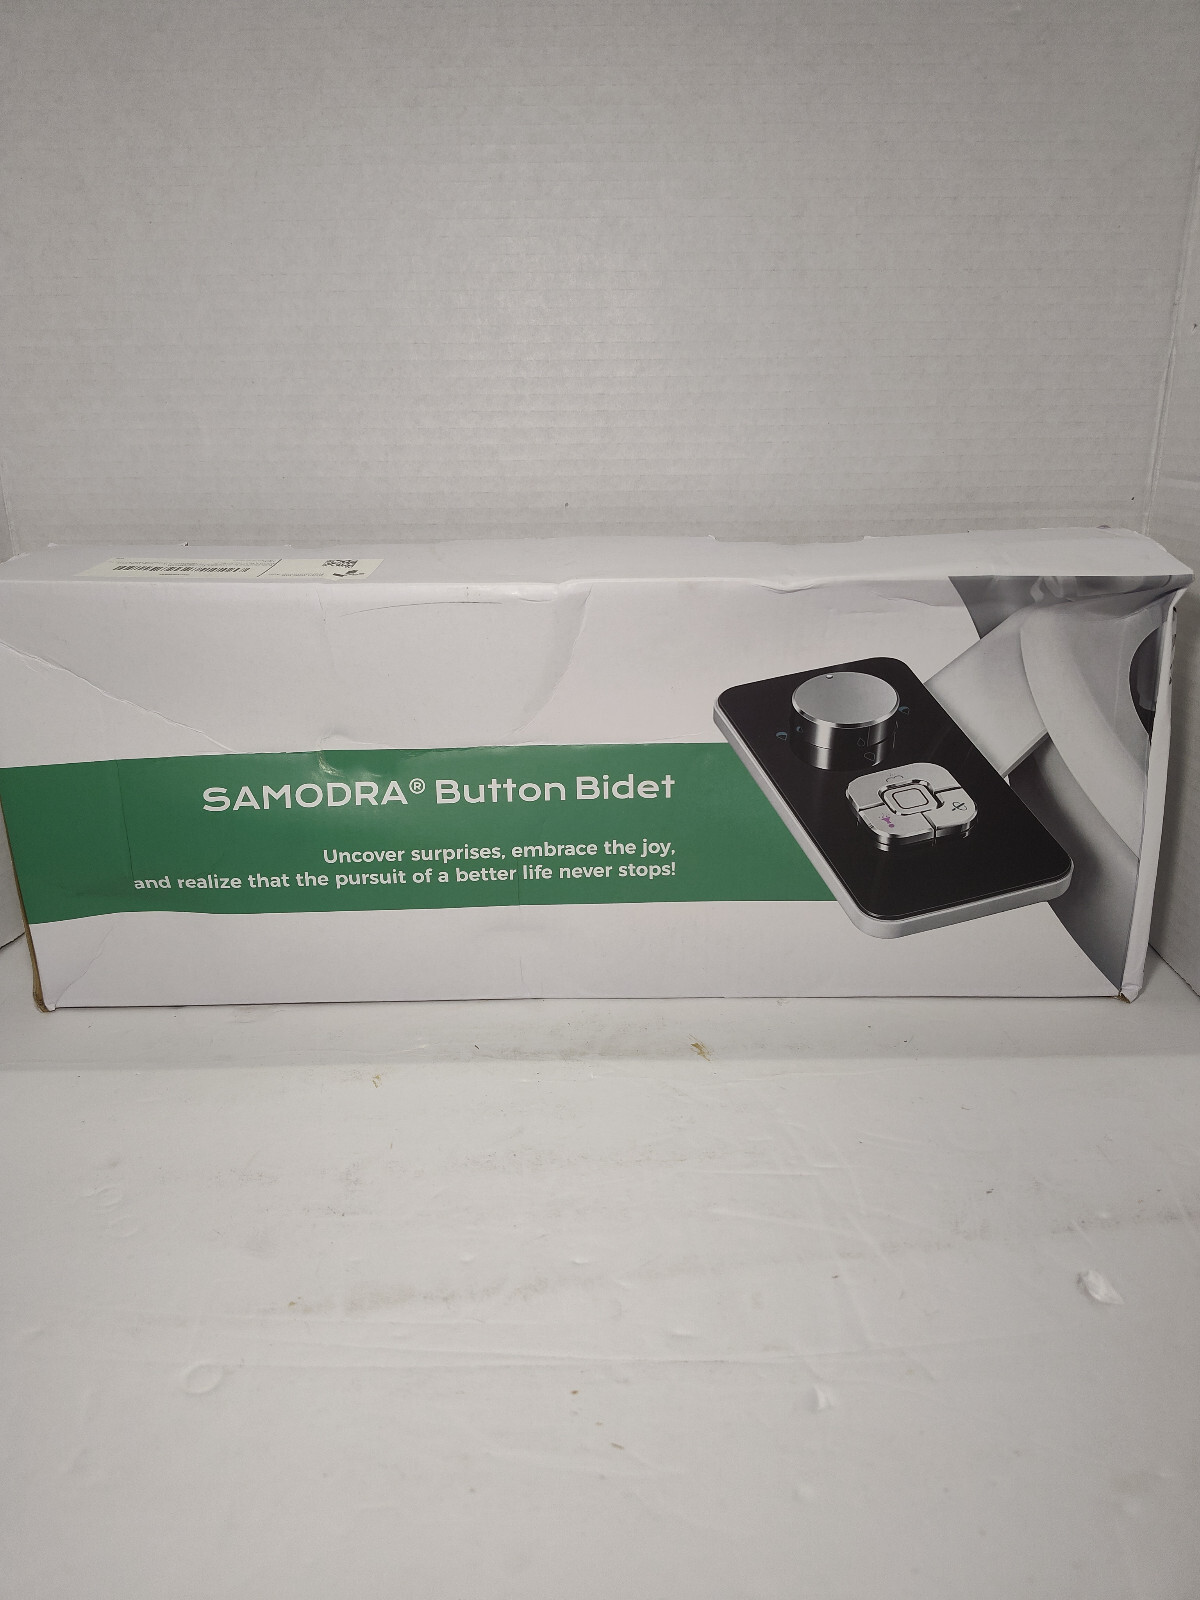 SAMODRA® Button Bidet
Uncover surprises, embrace the joy,
and realize that the pursuit of a better life never stops!